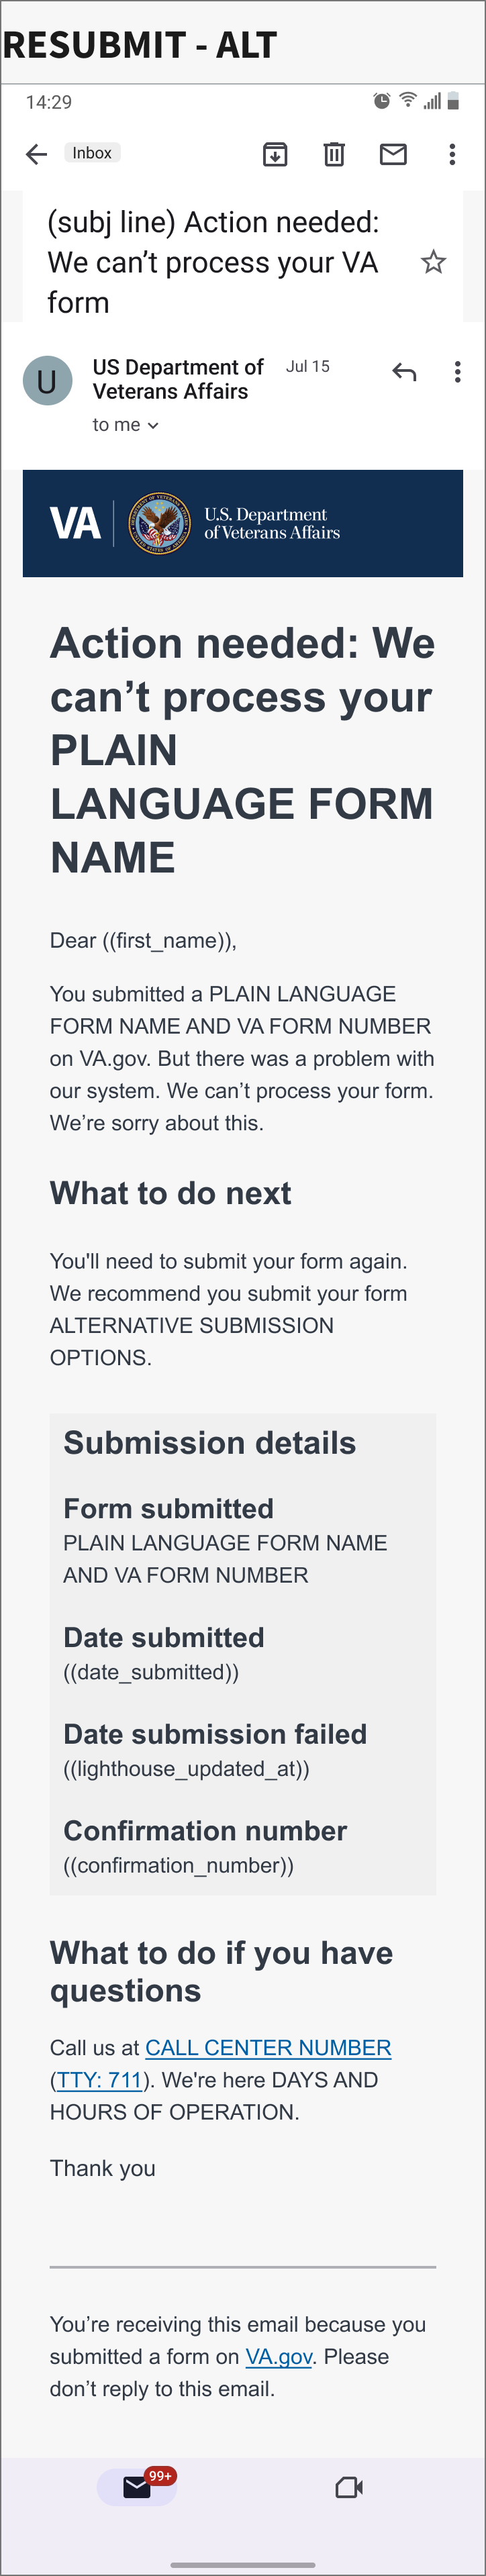 RESUBMIT - ALT
14:29
Inbox
(subj line) Action needed:
We can’t process your VA
form
U
US Department of
Jul 15
Veterans Affairs
to me
VA
U.S. Department
of Veterans Affairs
Action needed: We
can’t process your
PLAIN
LANGUAGE FORM
NAME
Dear ((first_name)),
You submitted a PLAIN LANGUAGE
FORM NAME AND VA FORM NUMBER
on VA.gov. But there was a problem with
our system. We can’t process your form.
We’re sorry about this.
What to do next
You'll need to submit your form again.
We recommend you submit your form
ALTERNATIVE SUBMISSION
OPTIONS.
Submission details
Form submitted
PLAIN LANGUAGE FORM NAME
AND VA FORM NUMBER
Date submitted
((date_submitted))
Date submission failed
((lighthouse_updated_at))
Confirmation number
((confirmation_number))
What to do if you have
questions
Call us at CALL CENTER NUMBER
(TTY: 711). We're here DAYS AND
HOURS OF OPERATION.
Thank you
You’re receiving this email because you
submitted a form on VA.gov. Please
don’t reply to this email.
99+